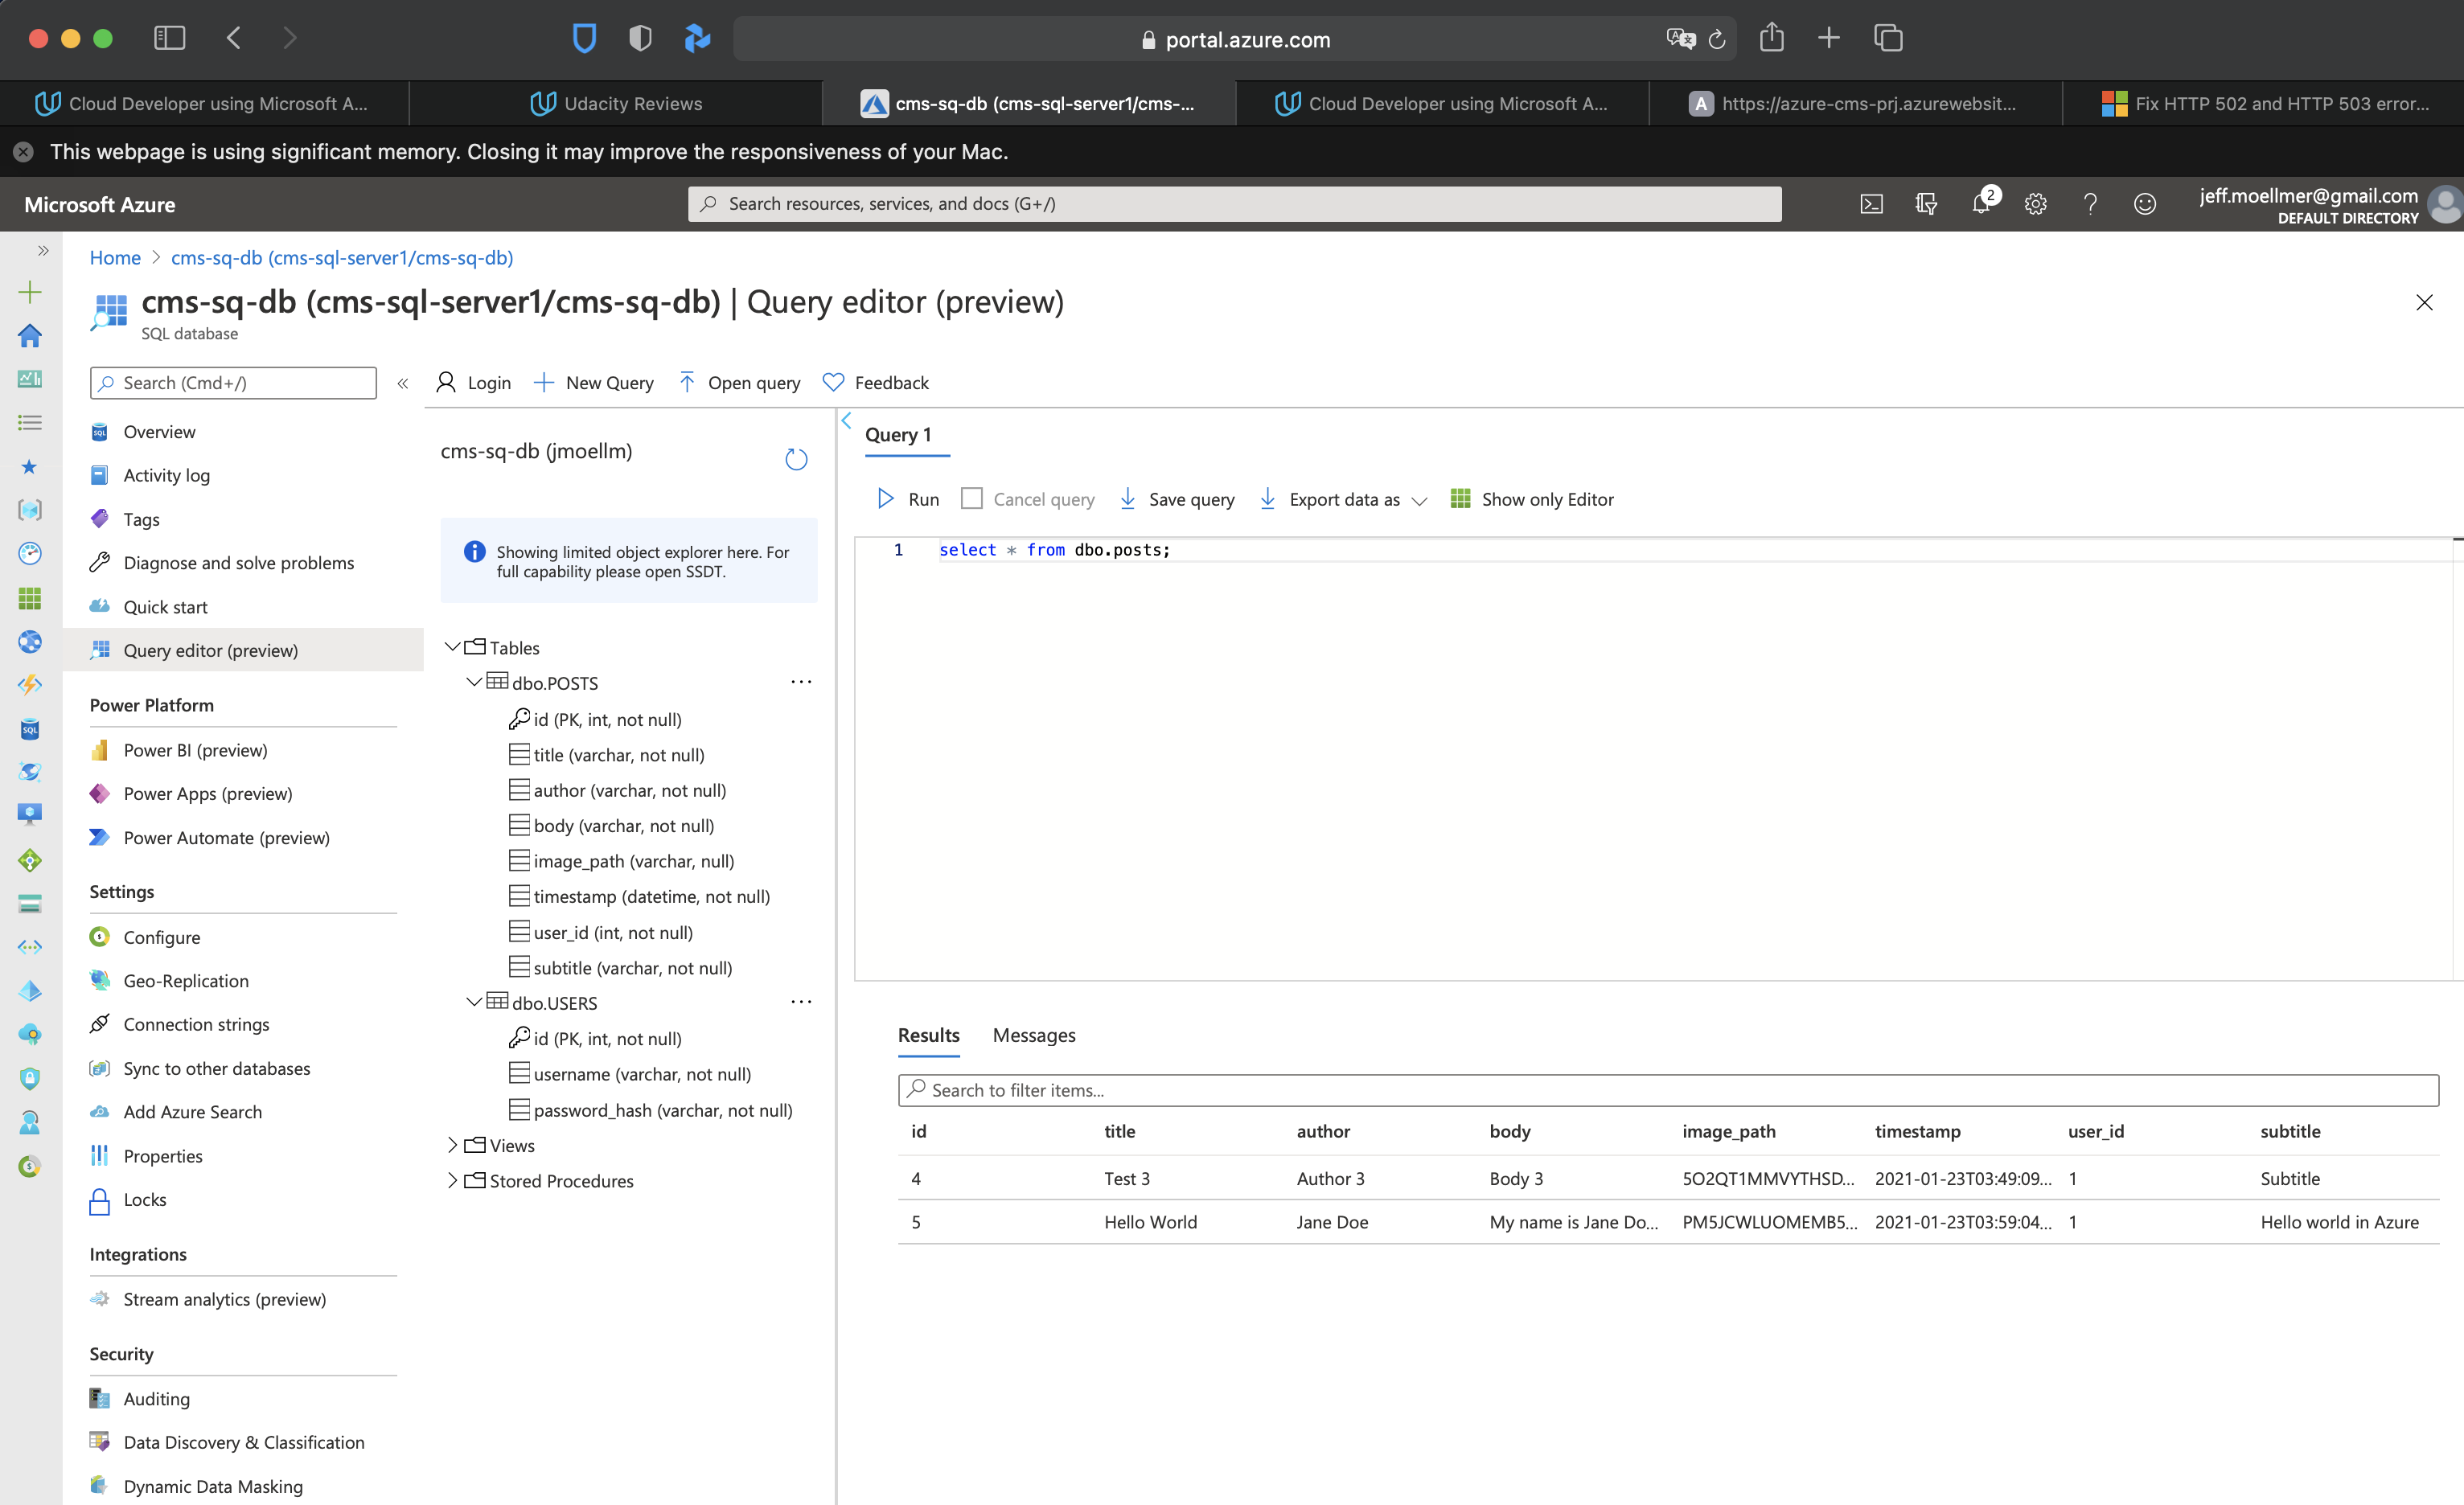 portal.azure.com
Cloud Developer using Microsoft A...
Udacity Reviews
cms-sq-db (cms-sql-server1/cms-...
Cloud Developer using Microsoft A...
A https://azure-cms-prj.azurewebsit...
Fix HTTP 502 and HTTP 503 error...
This webpage is using significant memory. Closing it may improve the responsiveness of your Mac.
Microsoft Azure
Search resources, services, and docs (G+/)
2
jeff.moellmer@gmail.com
DEFAULT DIRECTORY
Home > cms-sq-db (cms-sql-server1/cms-sq-db)
cms-sq-db (cms-sql-server1/cms-sq-db) | Query editor (preview)
SQL database
Search (Cmd+/)
Overview
Activity log
Tags
Diagnose and solve problems
Quick start
Query editor (preview)
Power Platform
Power BI (preview)
Power Apps (preview)
Power Automate (preview)
Settings
Configure
Geo-Replication
Connection strings
Sync to other databases
Add Azure Search
Properties
Locks
Integrations
Stream analytics (preview)
Security
Auditing
Data Discovery & Classification
Dynamic Data Masking
Login
New Query
Open query
Feedback
cms-sq-db (jmoellm)
Showing limited object explorer here. For
full capability please open SSDT.
Tables
dbo.POSTS
id (PK, int, not null)
title (varchar, not null)
author (varchar, not null)
body (varchar, not null)
image_path (varchar, null)
timestamp (datetime, not null)
user_id (int, not null)
subtitle (varchar, not null)
dbo.USERS
id (PK, int, not null)
username (varchar, not null)
password_hash (varchar, not null)
Views
Stored Procedures
Query 1
Run
Cancel query
Save query
Export data as
Show only Editor
1 select * from dbo.posts;
Results
Messages
Search to filter items...
id title author body image_path timestamp user_id subtitle
4 Test 3 Author 3 Body 3 5O2QT1MMVYTHSD... 2021-01-23T03:49:09... 1 Subtitle
5 Hello World Jane Doe My name is Jane Do... PM5JCWLUOMEMB5... 2021-01-23T03:59:04... 1 Hello world in Azure